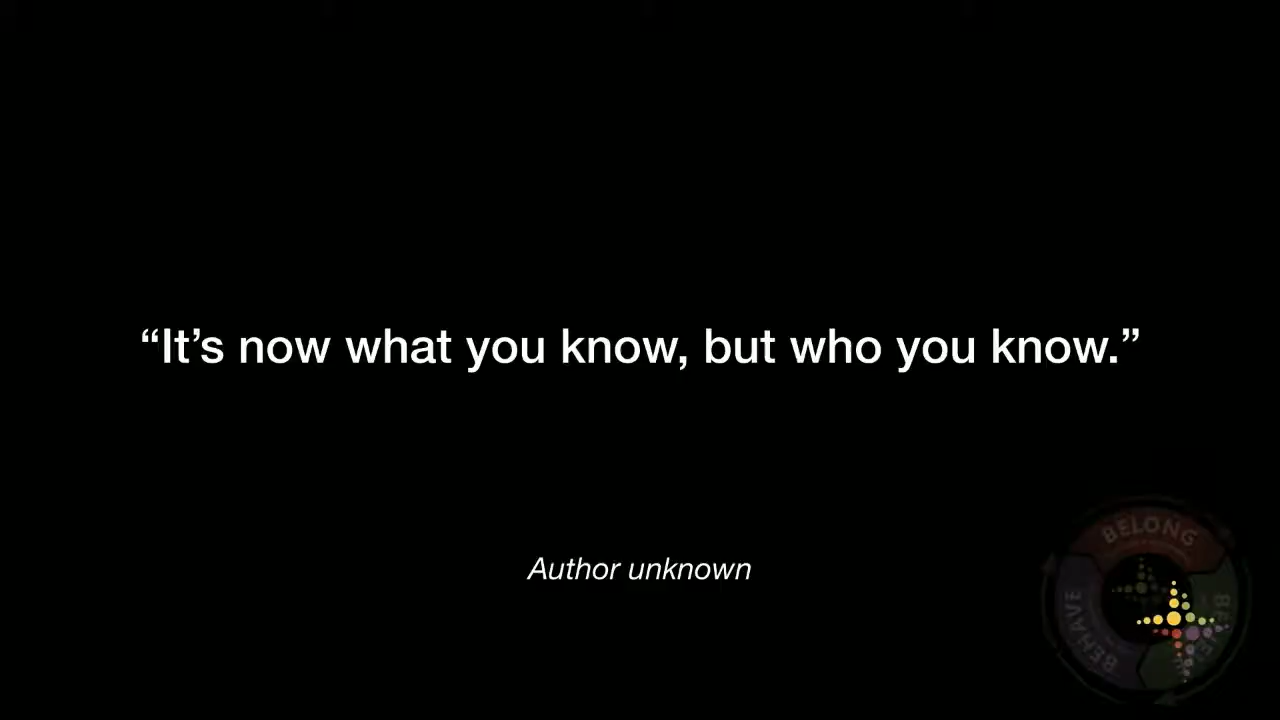 “It’s now what you know, but who you know.”
Author unknown
BELONG
BEHAVE